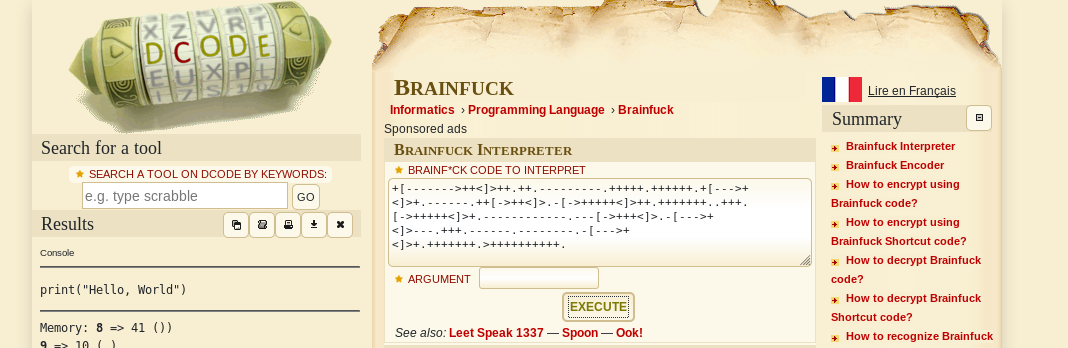 X Z V R T
D C O D E
E U X P L
I Z S 1 9
Search for a tool
SEARCH A TOOL ON DCODE BY KEYWORDS:
e.g. type scrabble
GO
Results
Console
print("Hello, World")
Memory: 8 => 41 ())
9 => 10 ( )
BRAINFUCK
Informatics › Programming Language › Brainfuck
Sponsored ads
BRAINFUCK INTERPRETER
BRAINF*CK CODE TO INTERPRET
+[------->++<]>++.++.---------.+++++.++++++.+[--->+
<]>+.------.++[->++<]>.-[->+++++<]>++.+++++++..+++.
[->+++++<]>+.------------.---[->+++<]>.-[--->+
<]>---.+++.------.--------.-[--->+
<]>+.+++++++.>++++++++++.
ARGUMENT
EXECUTE
See also: Leet Speak 1337 — Spoon — Ook!
Lire en Français
Summary
Brainfuck Interpreter
Brainfuck Encoder
How to encrypt using
Brainfuck code?
How to encrypt using
Brainfuck Shortcut code?
How to decrypt Brainfuck
code?
How to decrypt Brainfuck
Shortcut code?
How to recognize Brainfuck